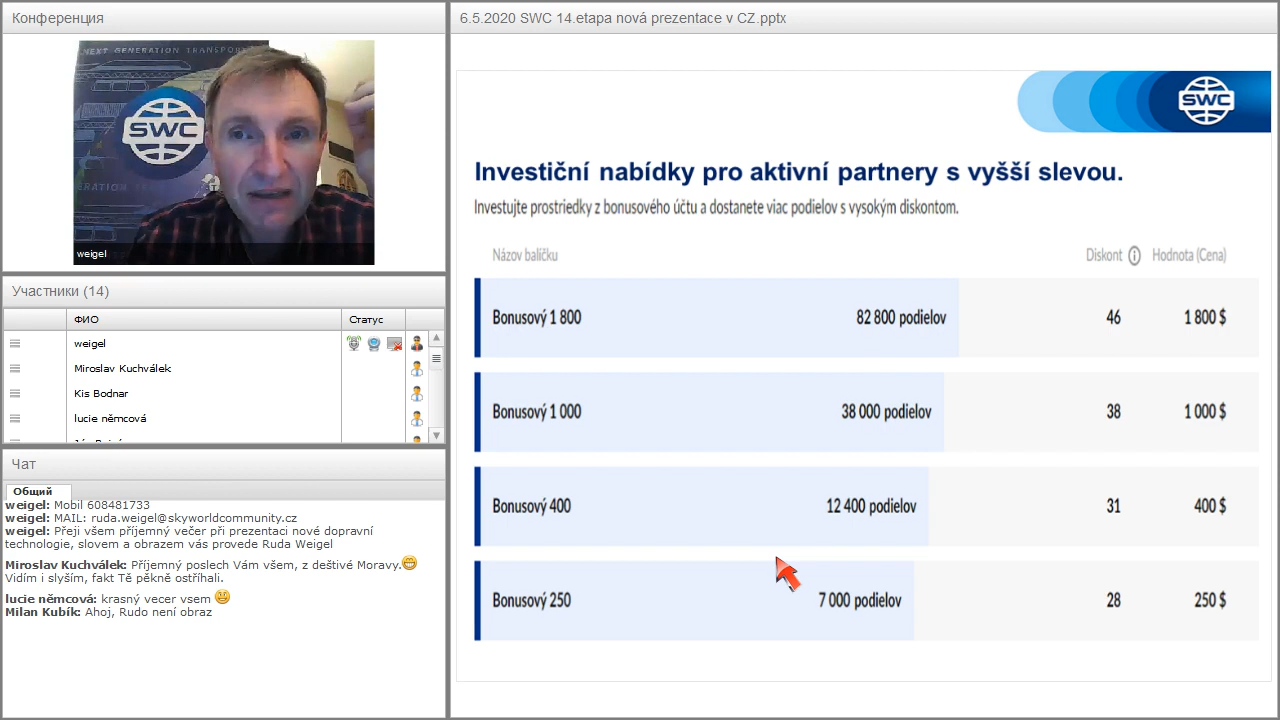 Конференция
NEXT GENERATION TRANSPORT
SWC
weigel
Участники (14)
ФИО
Статус
weigel
Miroslav Kuchválek
Kis Bodnar
lucie němcová
Чат
Общий
weigel: Mobil 608481733
weigel: MAIL: ruda.weigel@skyworldcommunity.cz
weigel: Přeji všem příjemný večer při prezentaci nové dopravní
technologie, slovem a obrazem vás provede Ruda Weigel
Miroslav Kuchválek: Příjemný poslech Vám všem, z deštivé Moravy.
Vidím i slyším, fakt Tě pěkně ostříhali.
lucie němcová: krasný vecer vsem
Milan Kubík: Ahoj, Rudo není obraz
6.5.2020 SWC 14.etapa nová prezentace v CZ.pptx
SWC
Investiční nabídky pro aktivní partnery s vyšší slevou.
Investujte prostriedky z bonusového účtu a dostanete viac podielov s vysokým diskontom.
Názov balíčku Diskont Hodnota (Cena)
Bonusový 1 800 82 800 podielov 46 1 800 $
Bonusový 1 000 38 000 podielov 38 1 000 $
Bonusový 400 12 400 podielov 31 400 $
Bonusový 250 7 000 podielov 28 250 $